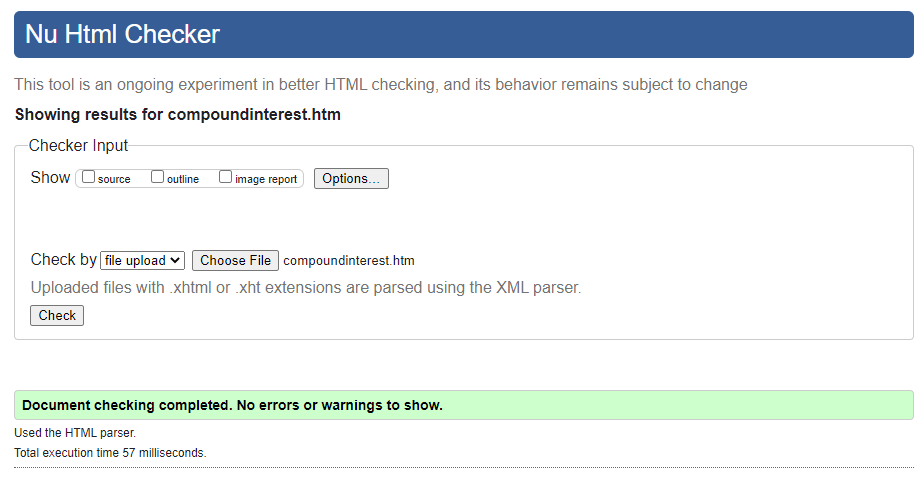 Nu Html Checker
This tool is an ongoing experiment in better HTML checking, and its behavior remains subject to change
Showing results for compoundinterest.htm
Checker Input
Show source outline image report Options...
Check by file upload Choose File compoundinterest.htm
Uploaded files with .xhtml or .xht extensions are parsed using the XML parser.
Check
Document checking completed. No errors or warnings to show.
Used the HTML parser.
Total execution time 57 milliseconds.